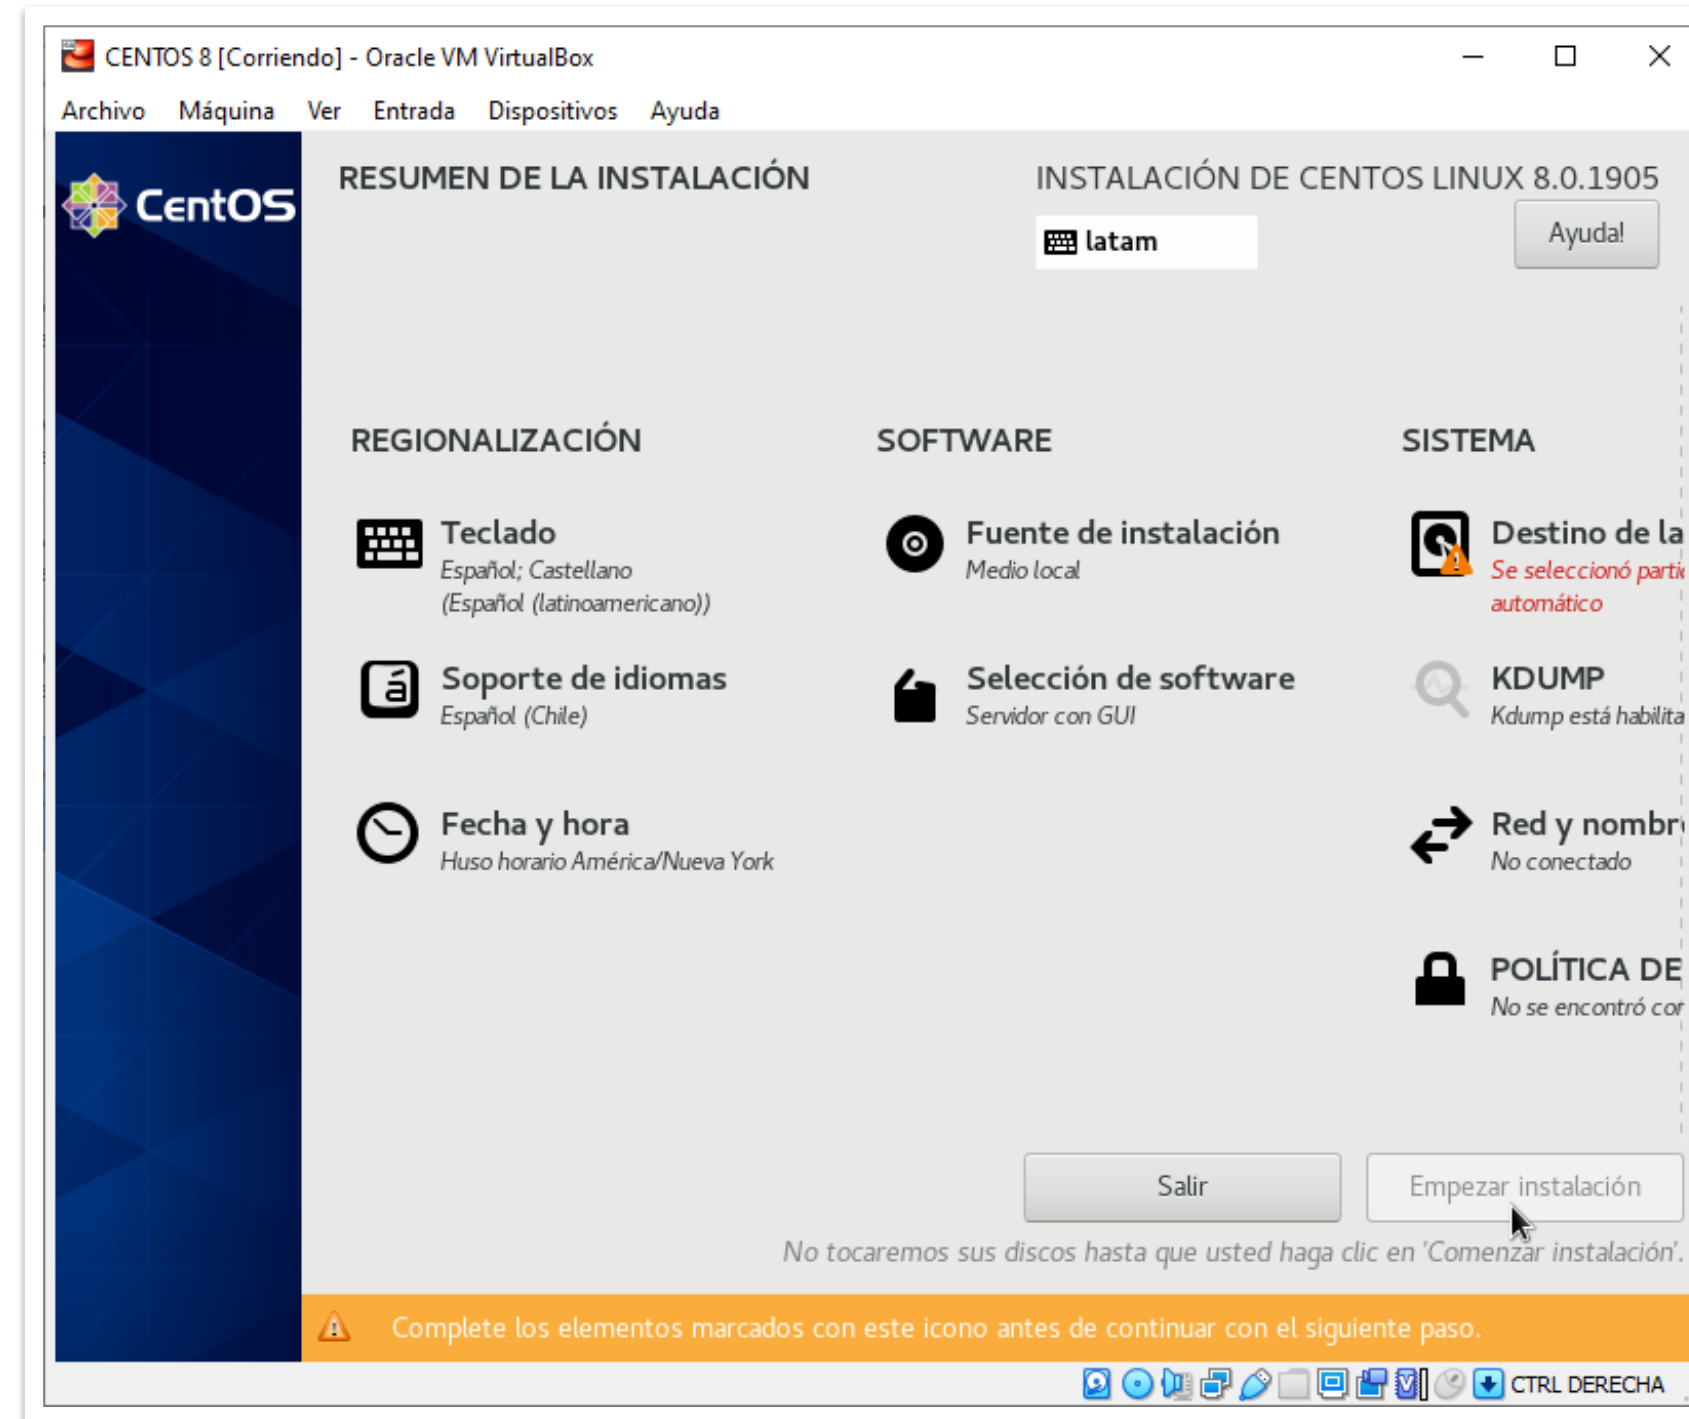 CENTOS 8 [Corriendo] - Oracle VM VirtualBox
Archivo Máquina Ver Entrada Dispositivos Ayuda
CentOS
RESUMEN DE LA INSTALACIÓN
INSTALACIÓN DE CENTOS LINUX 8.0.1905
latam
Ayuda!
REGIONALIZACIÓN
Teclado
Español; Castellano
(Español (latinoamericano))
Soporte de idiomas
Español (Chile)
Fecha y hora
Huso horario América/Nueva York
SOFTWARE
Fuente de instalación
Medio local
Selección de software
Servidor con GUI
SISTEMA
Destino de la
Se seleccionó parti
automático
KDUMP
Kdump está habilita
Red y nombr
No conectado
POLÍTICA DE
No se encontró cor
Salir
Empezar instalación
No tocaremos sus discos hasta que usted haga clic en 'Comenzar instalación'.
Complete los elementos marcados con este icono antes de continuar con el siguiente paso.
CTRL DERECHA